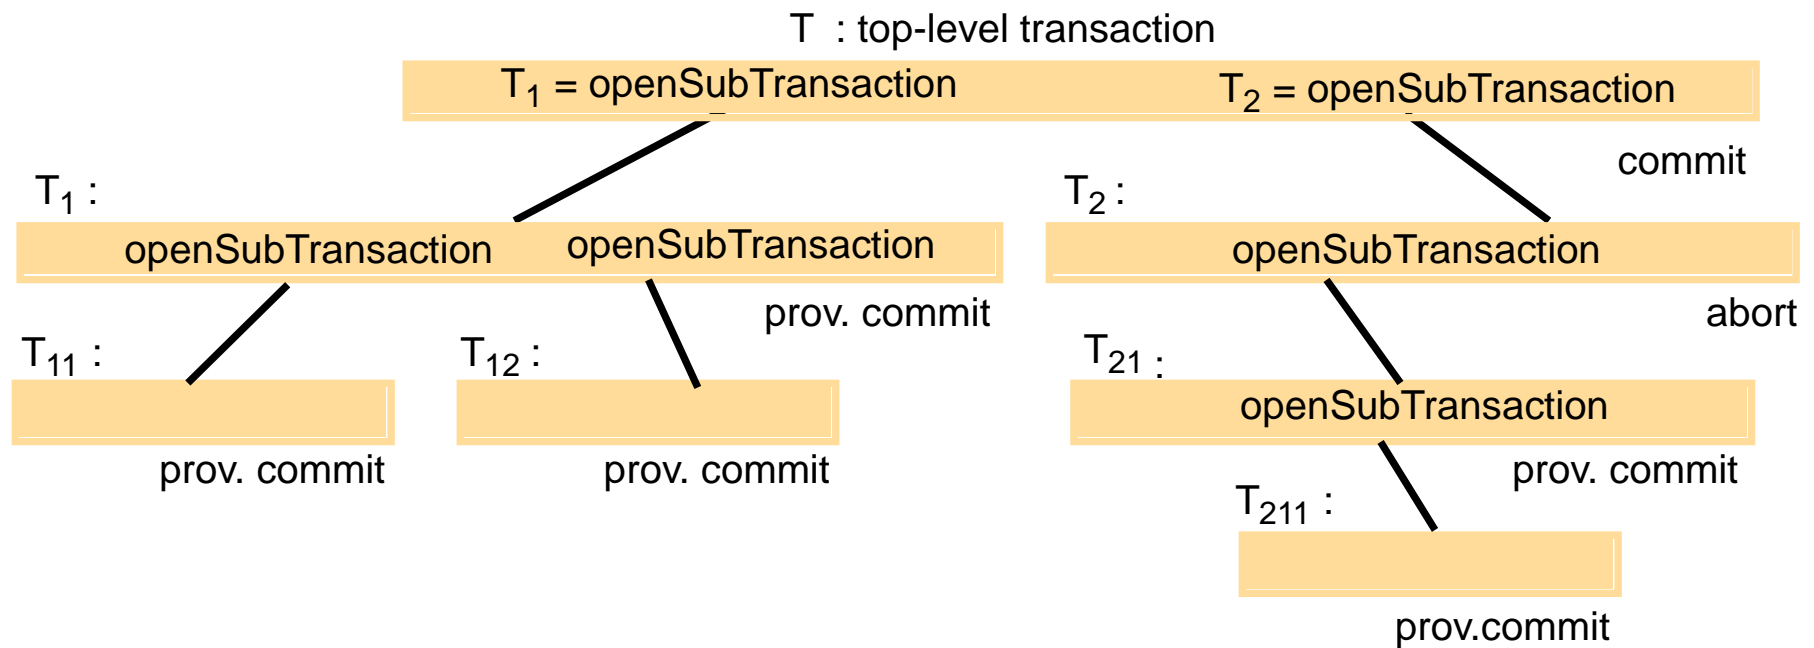 T : top-level transaction
T1 = openSubTransaction T2 = openSubTransaction
commit
T1 : T2 :
openSubTransaction openSubTransaction openSubTransaction
prov. commit abort
T11 : T12 : T21 :
openSubTransaction
prov. commit prov. commit prov. commit
T211 :
prov.commit